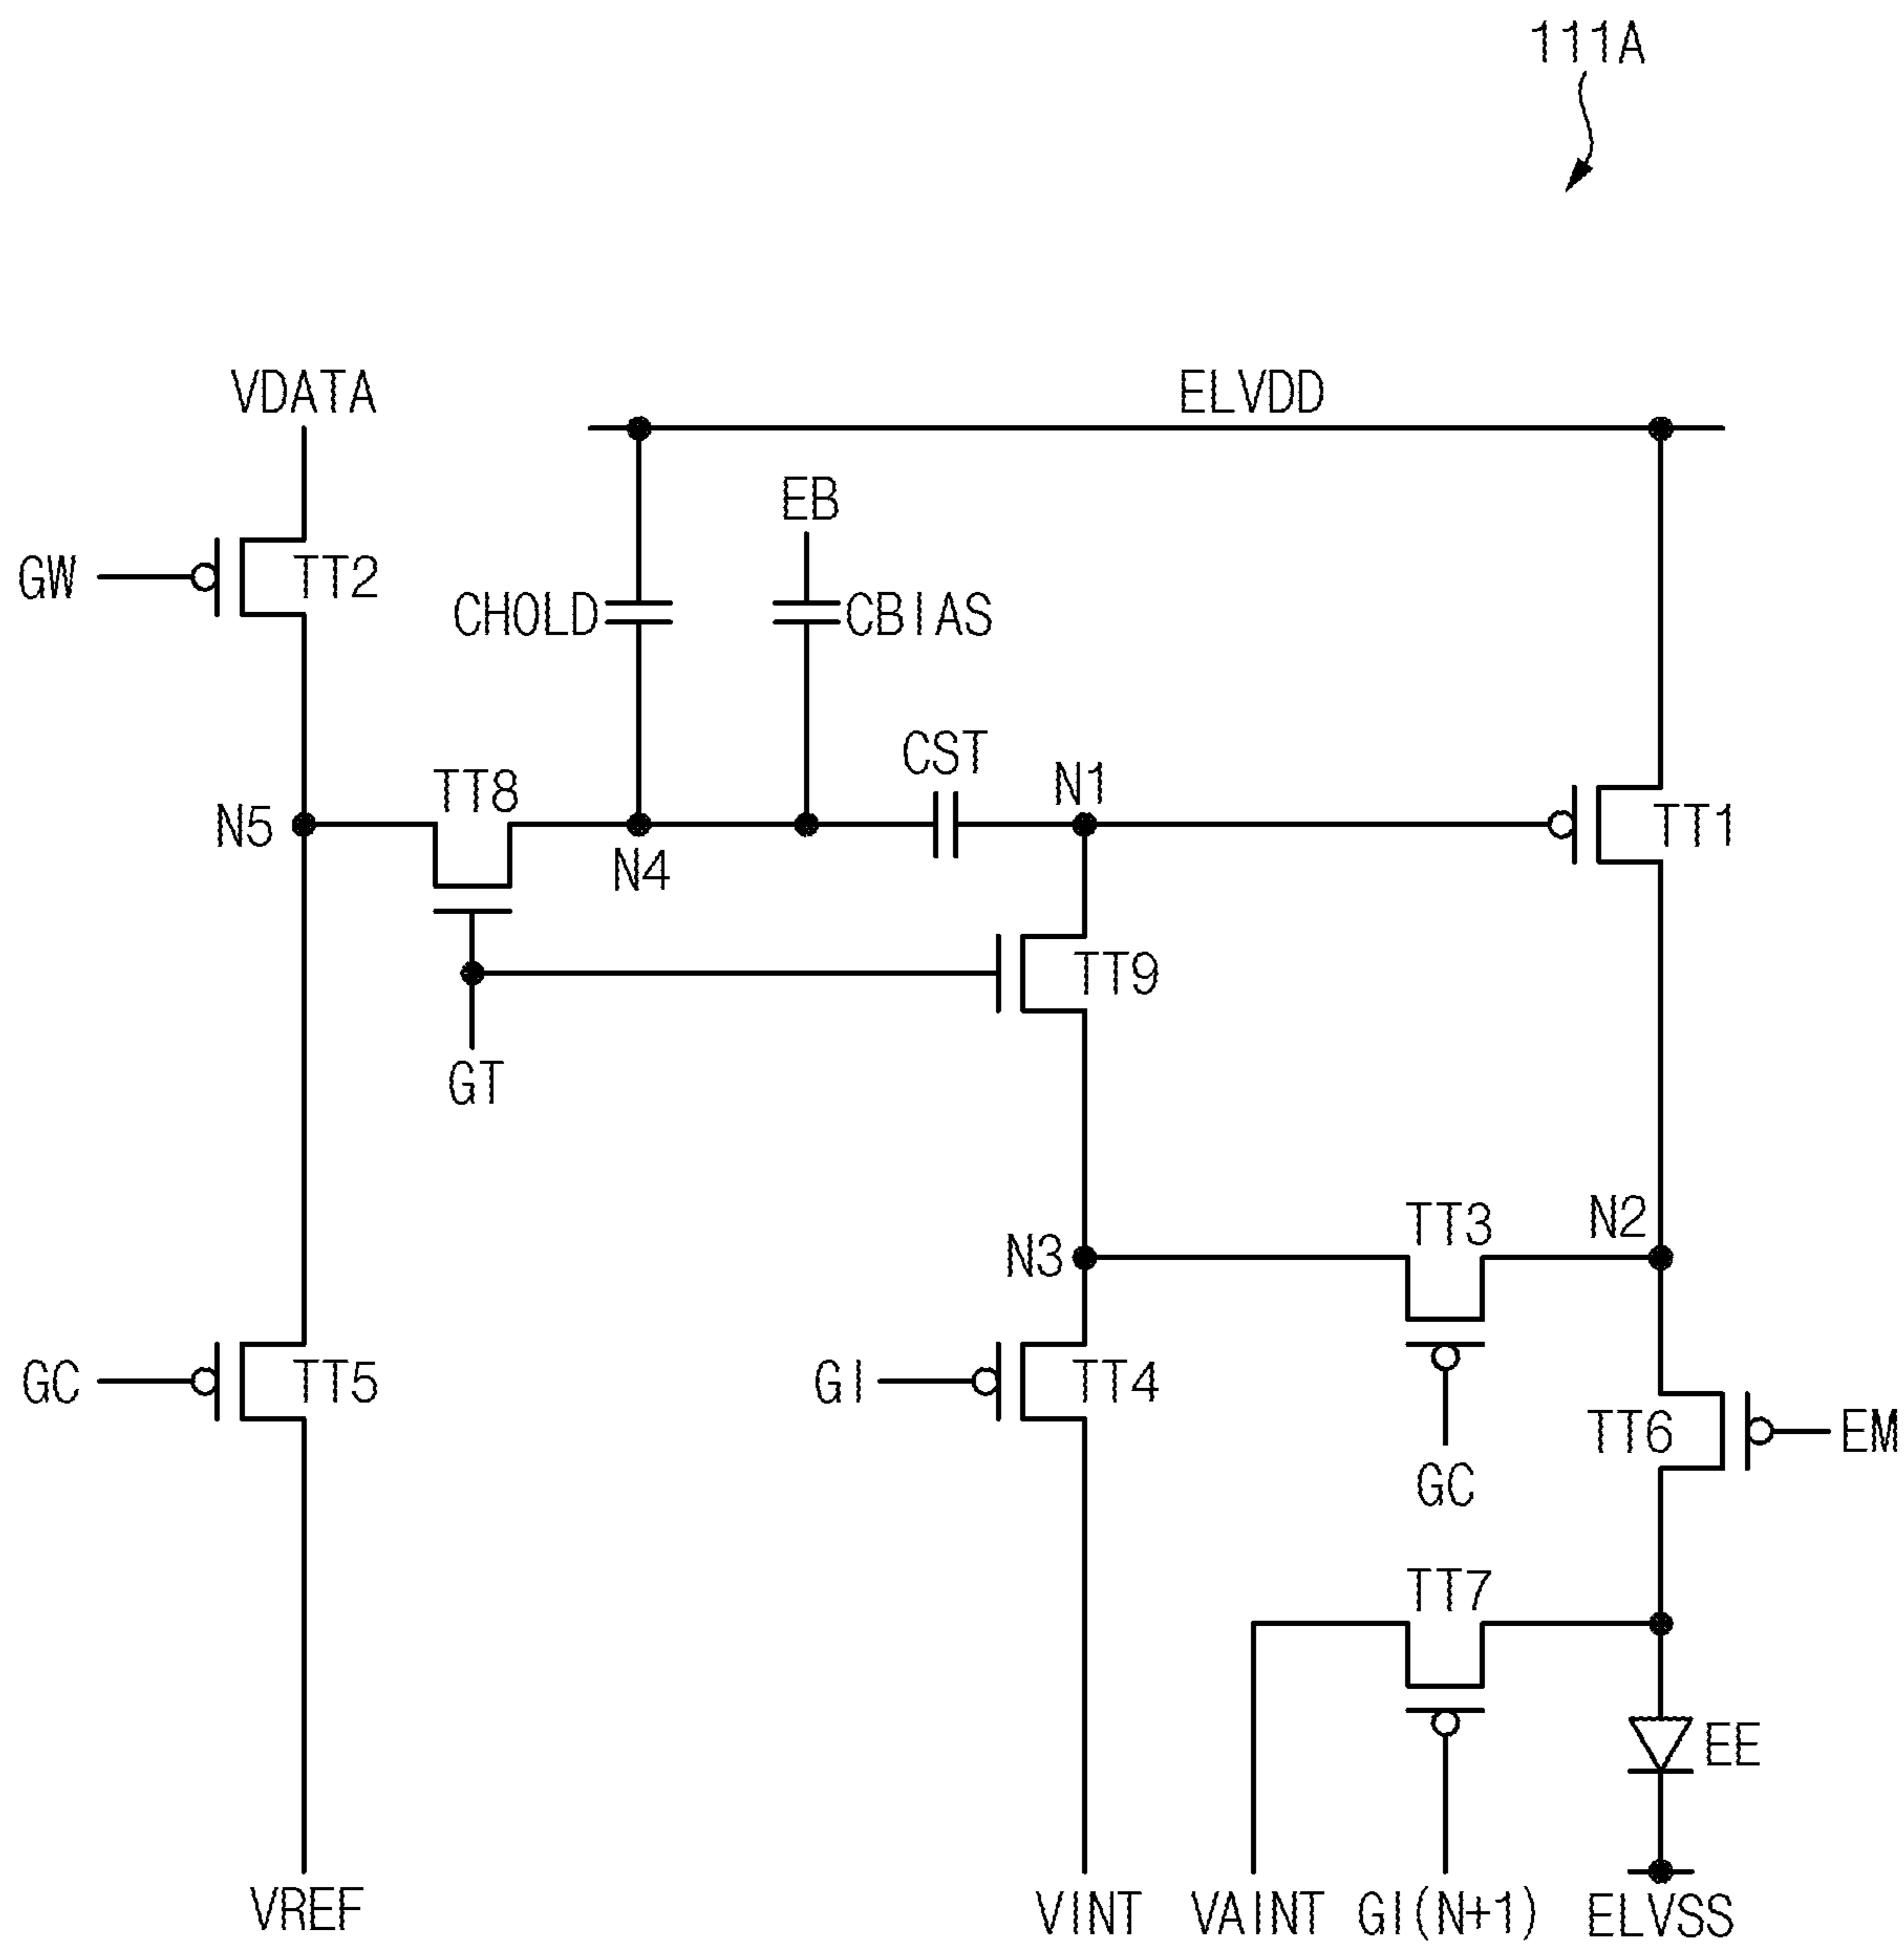 111A
VDATA
ELVDD
EB
GW
TT2
CHOLD
CBIAS
CST
N1
TT8
N5
N4
TT1
TT9
GT
TT3
N2
N3
GC
TT5
GI
TT4
TT6
EM
GC
TT7
EE
VREF
VINT
VAINT
GI(N+1)
ELVSS